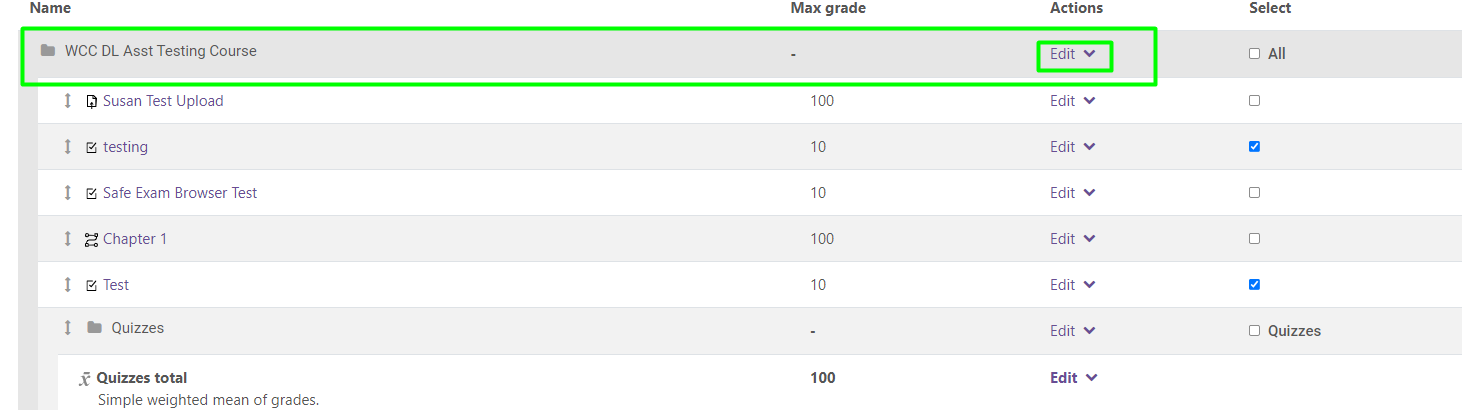 Name Max grade Actions Select
WCC DL Asst Testing Course - Edit All
Susan Test Upload 100 Edit
testing 10 Edit
Safe Exam Browser Test 10 Edit
Chapter 1 100 Edit
Test 10 Edit
Quizzes - Edit Quizzes
x̄ Quizzes total 100 Edit
Simple weighted mean of grades.